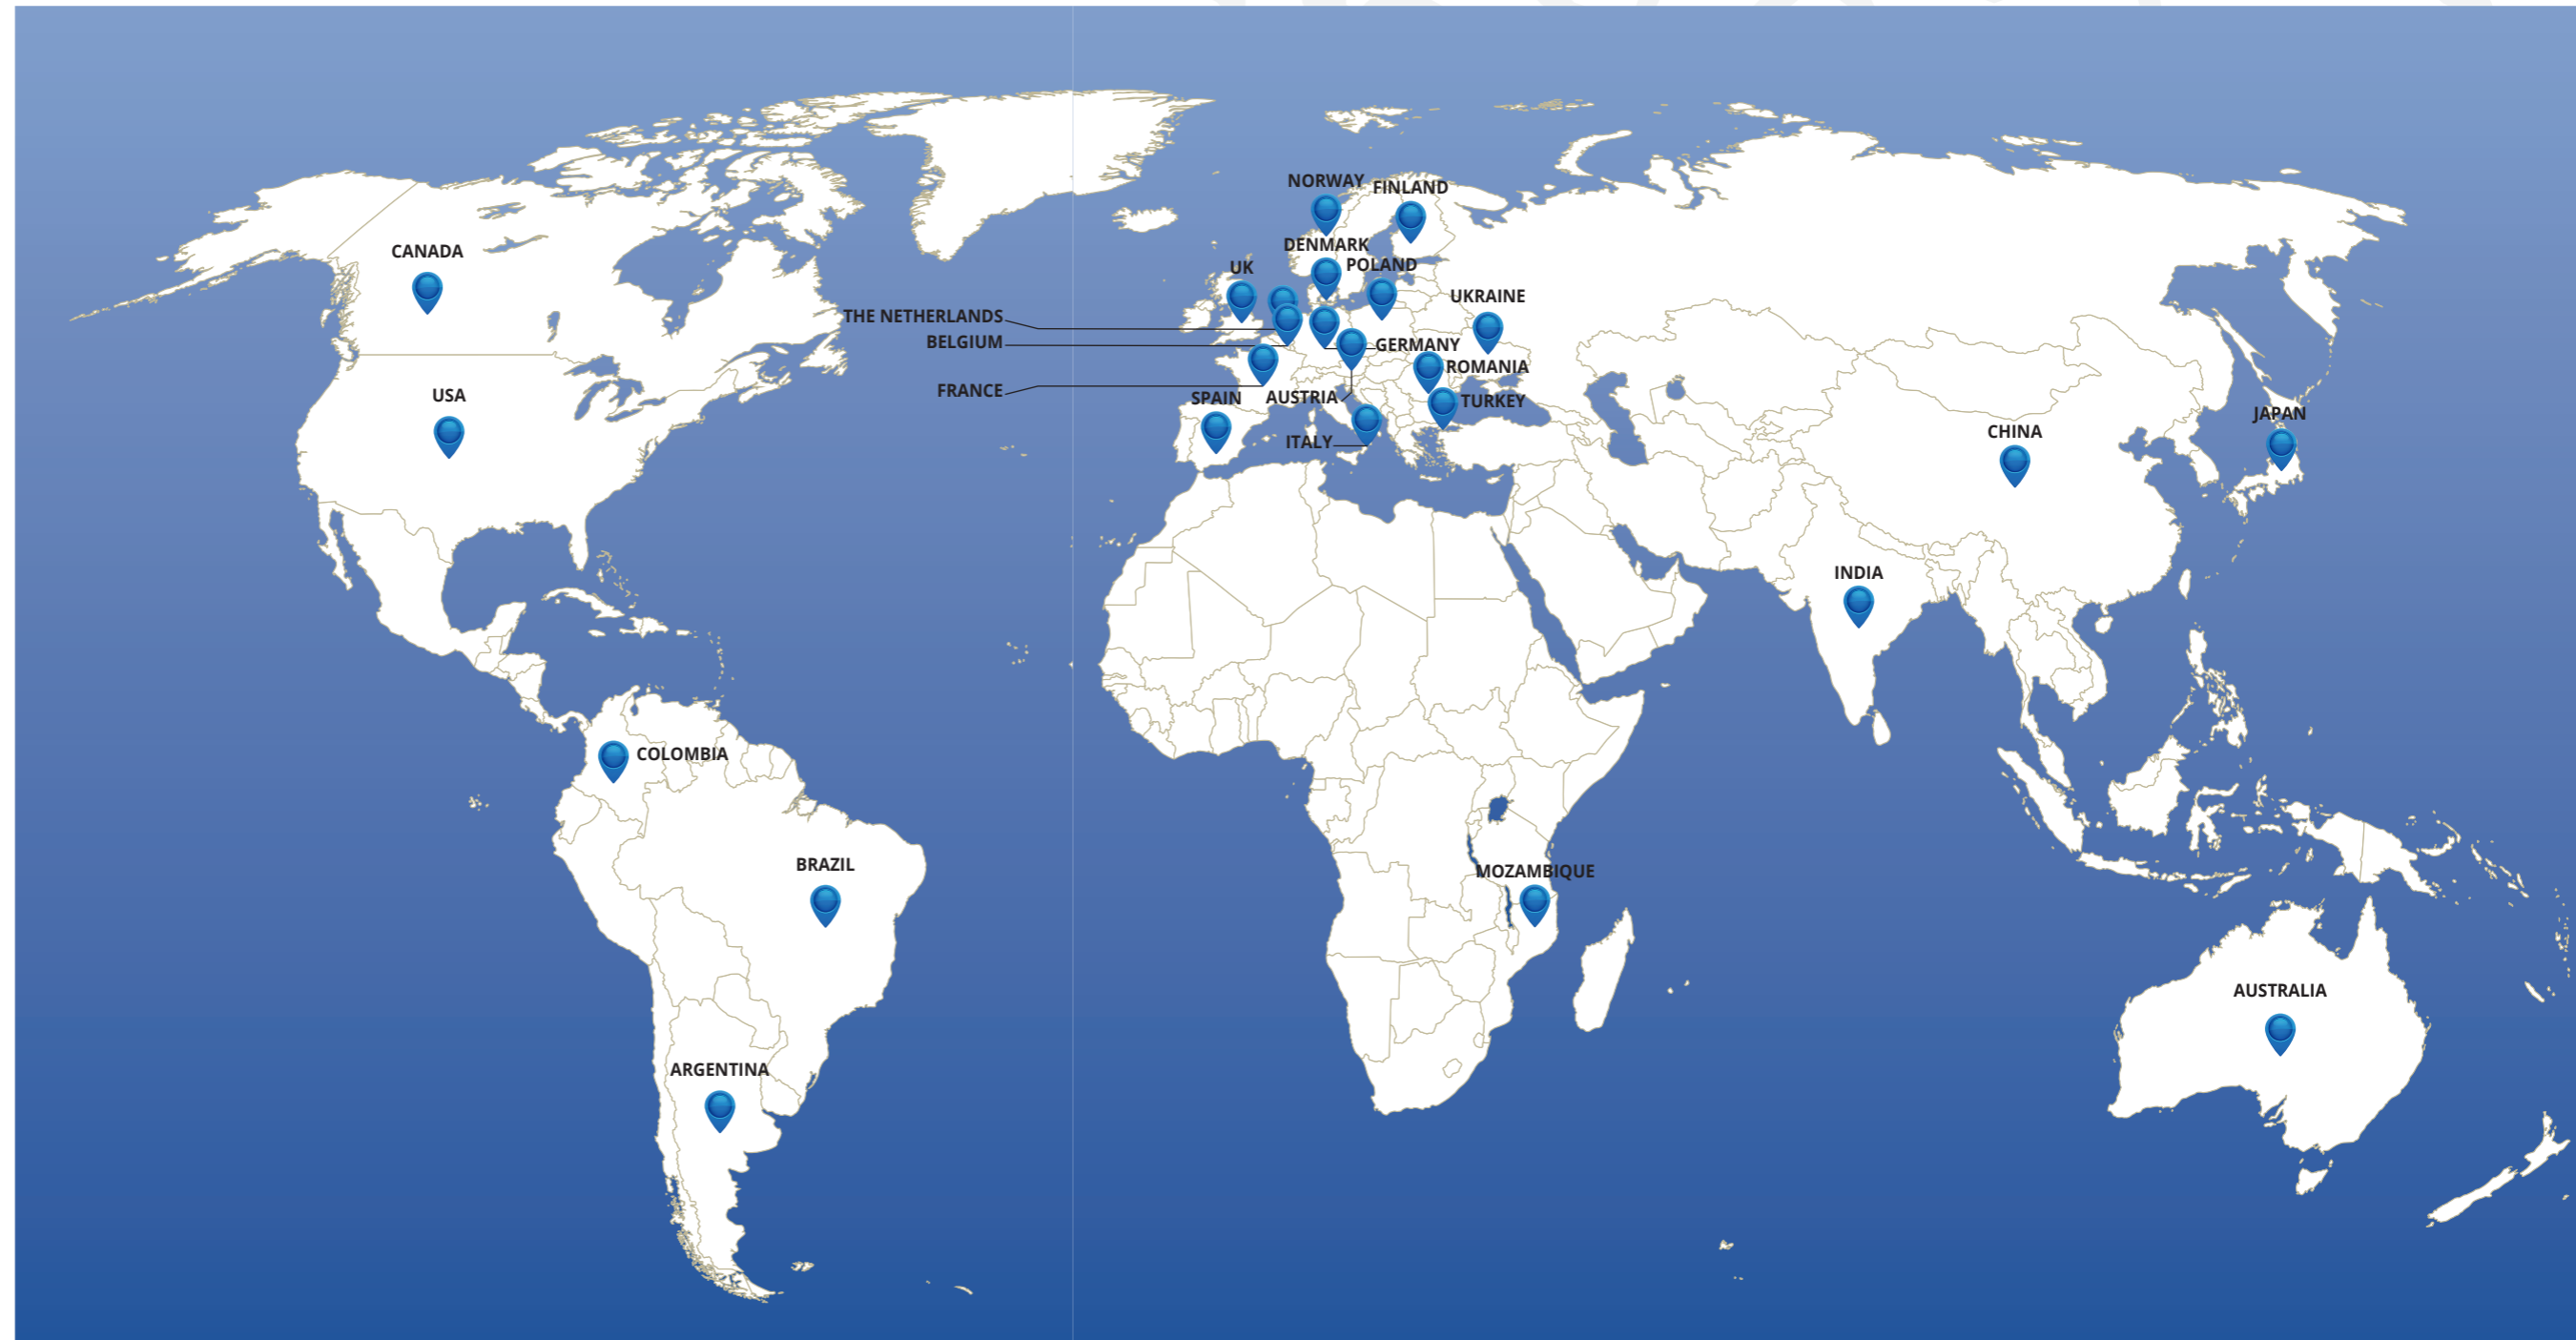 NORWAY
FINLAND
DENMARK
CANADA
POLAND
UK
UKRAINE
THE NETHERLANDS
BELGIUM
GERMANY
ROMANIA
FRANCE
USA
SPAIN
AUSTRIA
TURKEY
JAPAN
CHINA
ITALY
INDIA
COLOMBIA
BRAZIL
MOZAMBIQUE
AUSTRALIA
ARGENTINA